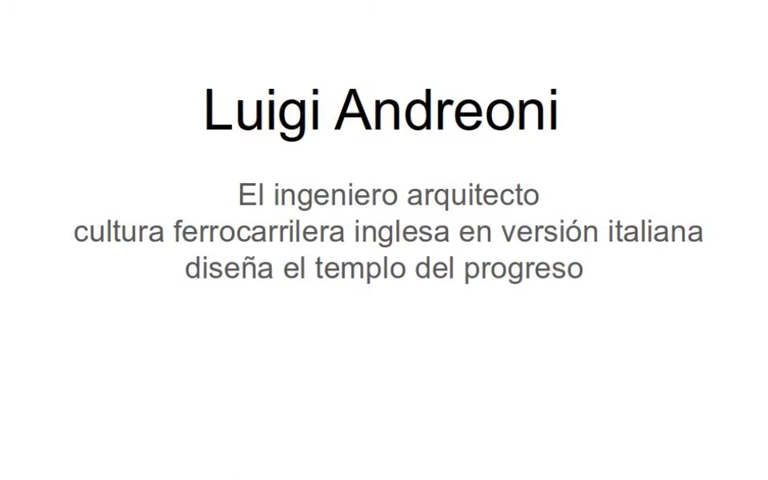 Luigi Andreoni
El ingeniero arquitecto
cultura ferrocarrilera inglesa en versión italiana
diseña el templo del progreso